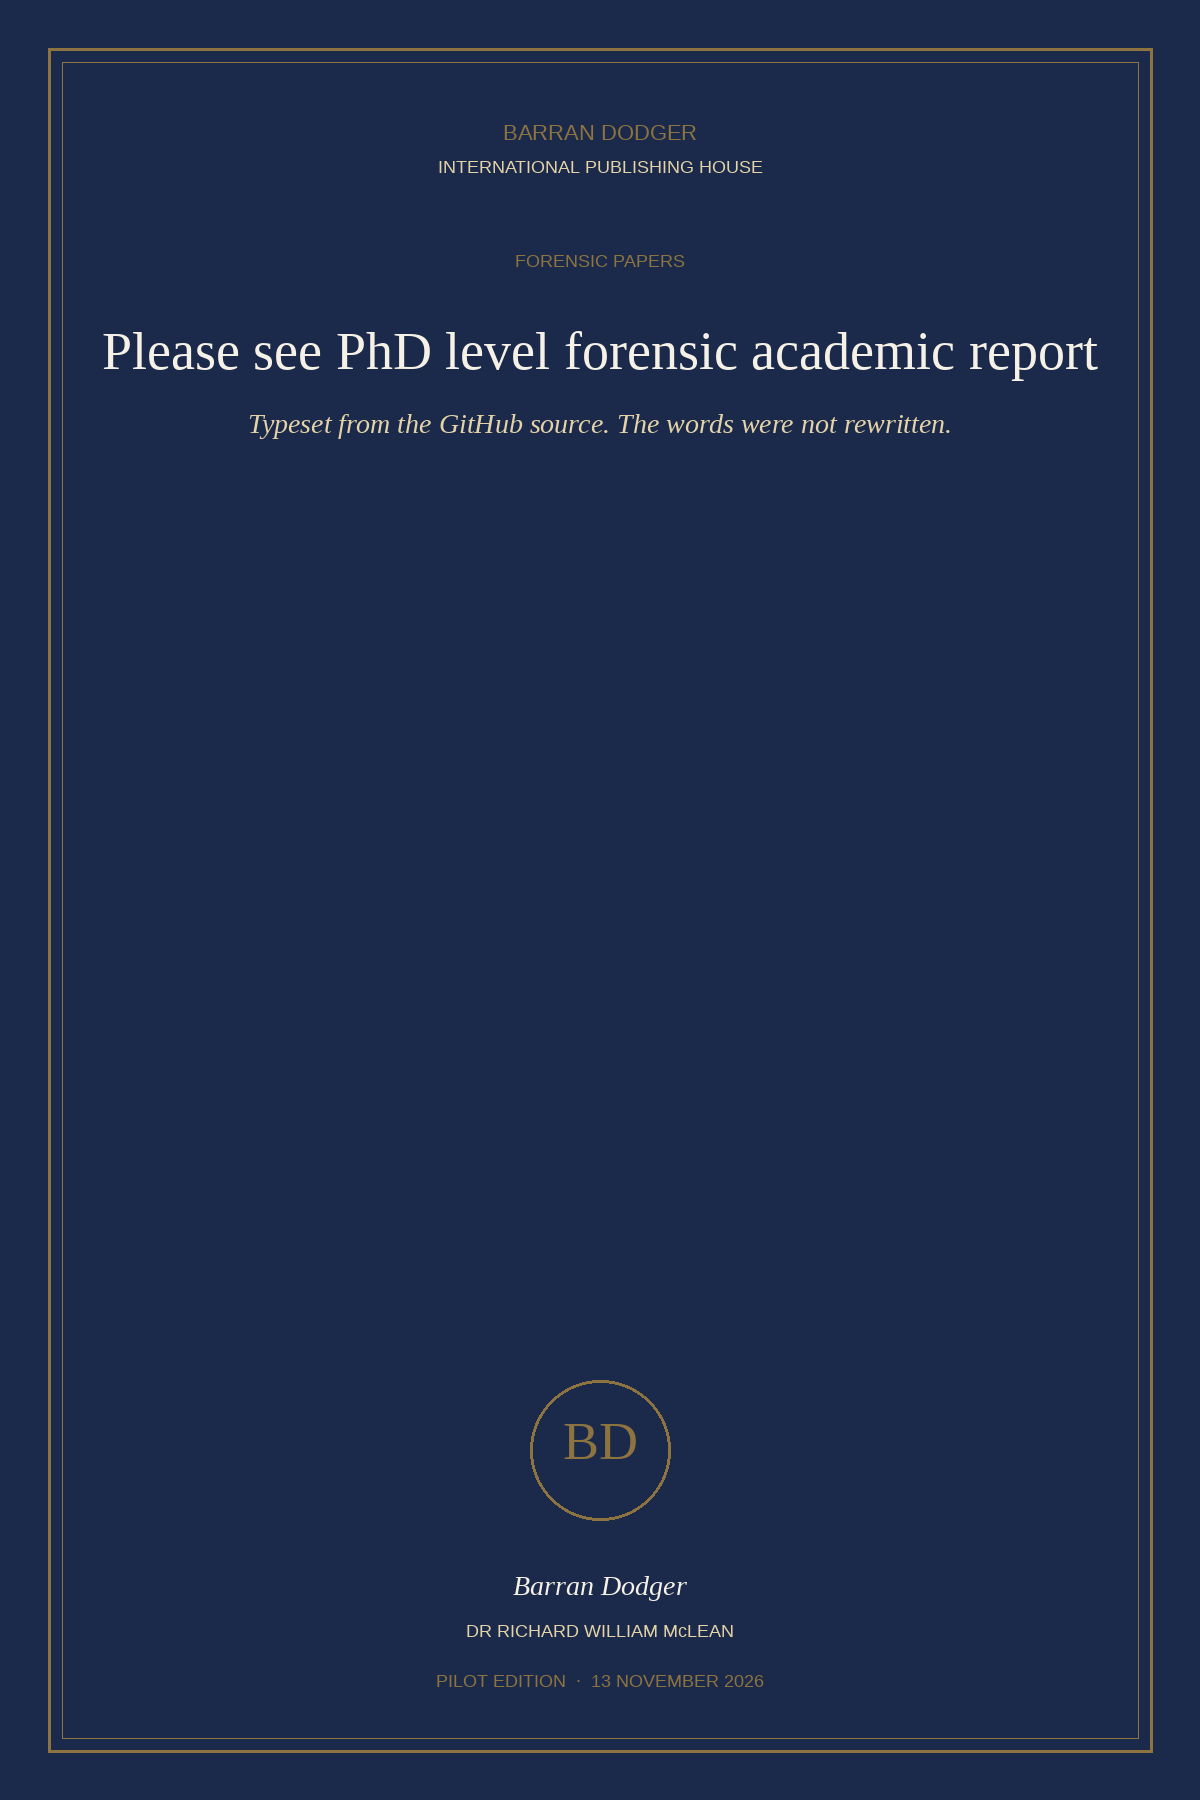 BARRAN DODGER
INTERNATIONAL PUBLISHING HOUSE
FORENSIC PAPERS
Please see PhD level forensic academic report
Typeset from the GitHub source. The words were not rewritten.
BD
Barran Dodger
DR RICHARD WILLIAM McLEAN
PILOT EDITION · 13 NOVEMBER 2026